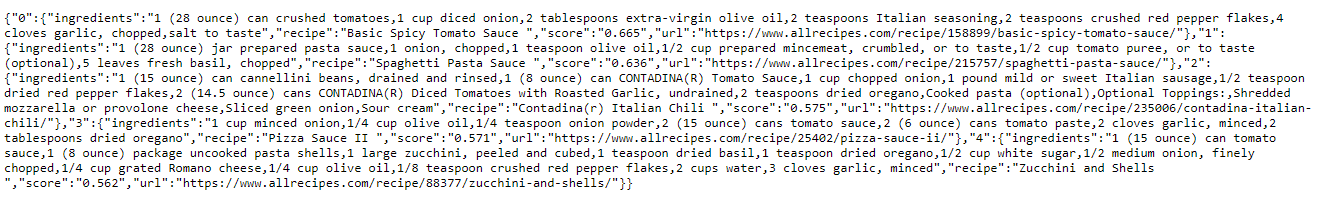 {"0":{"ingredients":"1 (28 ounce) can crushed tomatoes,1 cup diced onion,2 tablespoons extra-virgin olive oil,2 teaspoons Italian seasoning,2 teaspoons crushed red pepper flakes,4
cloves garlic, chopped,salt to taste","recipe":"Basic Spicy Tomato Sauce ","score":"0.665","url":"https://www.allrecipes.com/recipe/158899/basic-spicy-tomato-sauce/"},"1":
{"ingredients":"1 (28 ounce) jar prepared pasta sauce,1 onion, chopped,1 teaspoon olive oil,1/2 cup prepared mincemeat, crumbled, or to taste,1/2 cup tomato puree, or to taste
(optional),5 leaves fresh basil, chopped","recipe":"Spaghetti Pasta Sauce ","score":"0.636","url":"https://www.allrecipes.com/recipe/215757/spaghetti-pasta-sauce/"},"2":
{"ingredients":"1 (15 ounce) can cannellini beans, drained and rinsed,1 (8 ounce) can CONTADINA(R) Tomato Sauce,1 cup chopped onion,1 pound mild or sweet Italian sausage,1/2 teaspoon
dried red pepper flakes,2 (14.5 ounce) cans CONTADINA(R) Diced Tomatoes with Roasted Garlic, undrained,2 teaspoons dried oregano,Cooked pasta (optional),Optional Toppings:,Shredded
mozzarella or provolone cheese,Sliced green onion,Sour cream","recipe":"Contadina(r) Italian Chili ","score":"0.575","url":"https://www.allrecipes.com/recipe/235006/contadina-italian-
chili/"},"3":{"ingredients":"1 cup minced onion,1/4 cup olive oil,1/4 teaspoon onion powder,2 (15 ounce) cans tomato sauce,2 (6 ounce) cans tomato paste,2 cloves garlic, minced,2
tablespoons dried oregano","recipe":"Pizza Sauce II ","score":"0.571","url":"https://www.allrecipes.com/recipe/25402/pizza-sauce-ii/"},"4":{"ingredients":"1 (15 ounce) can tomato
sauce,1 (8 ounce) package uncooked pasta shells,1 large zucchini, peeled and cubed,1 teaspoon dried basil,1 teaspoon dried oregano,1/2 cup white sugar,1/2 medium onion, finely
chopped,1/4 cup grated Romano cheese,1/4 cup olive oil,1/8 teaspoon crushed red pepper flakes,2 cups water,3 cloves garlic, minced","recipe":"Zucchini and Shells
","score":"0.562","url":"https://www.allrecipes.com/recipe/88377/zucchini-and-shells/"}}